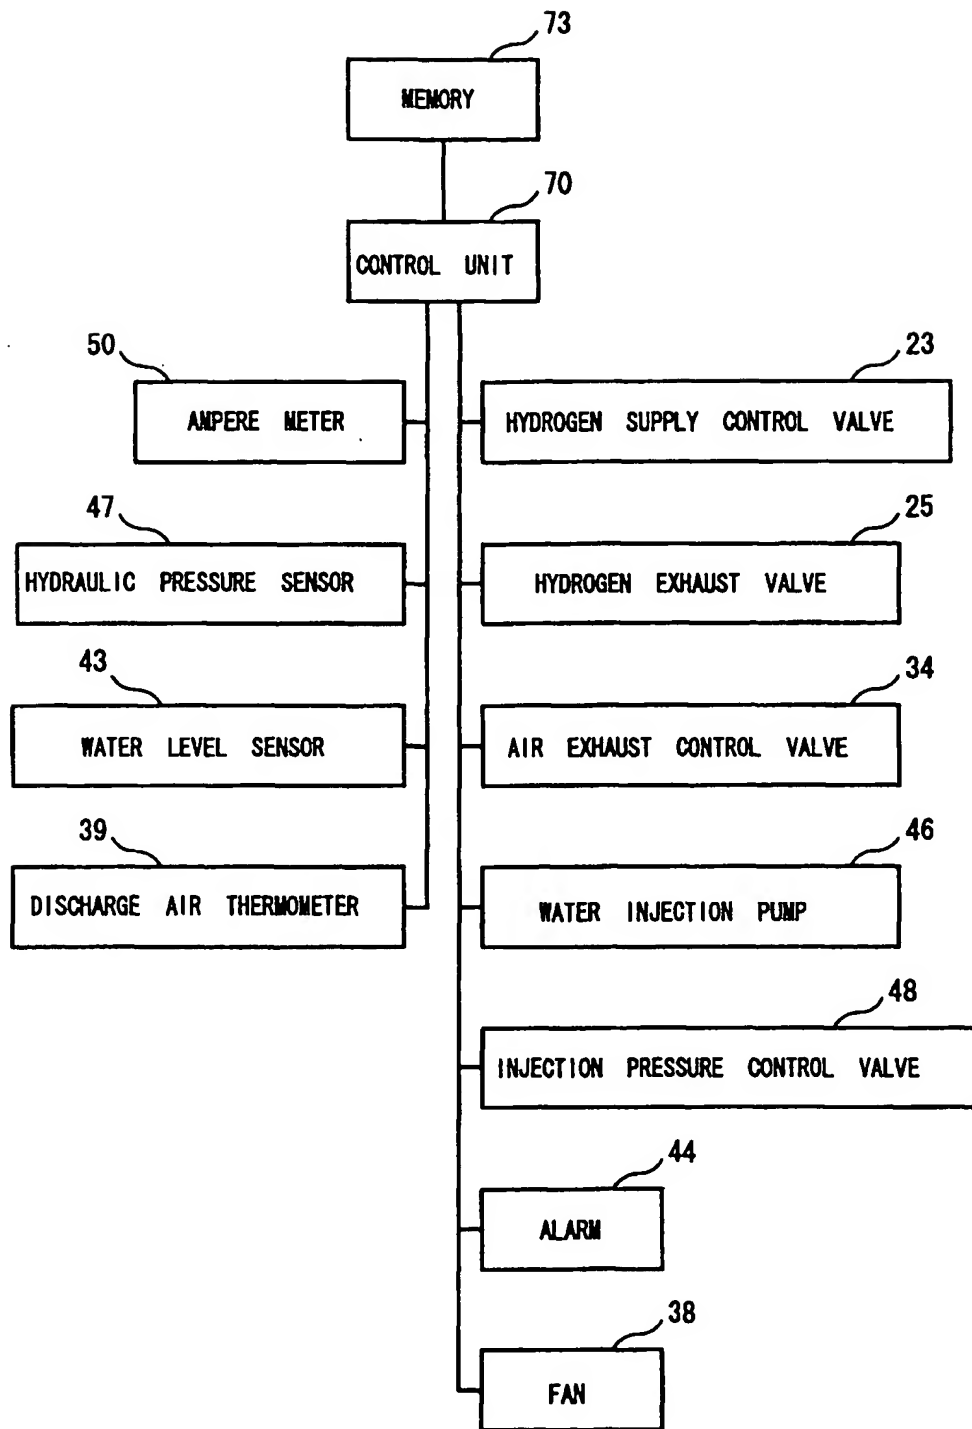 73
MEMORY
70
CONTROL UNIT
50
AMPERE METER
23
HYDROGEN SUPPLY CONTROL VALVE
47
HYDRAULIC PRESSURE SENSOR
25
HYDROGEN EXHAUST VALVE
43
WATER LEVEL SENSOR
34
AIR EXHAUST CONTROL VALVE
39
DISCHARGE AIR THERMOMETER
46
WATER INJECTION PUMP
48
INJECTION PRESSURE CONTROL VALVE
44
ALARM
38
FAN